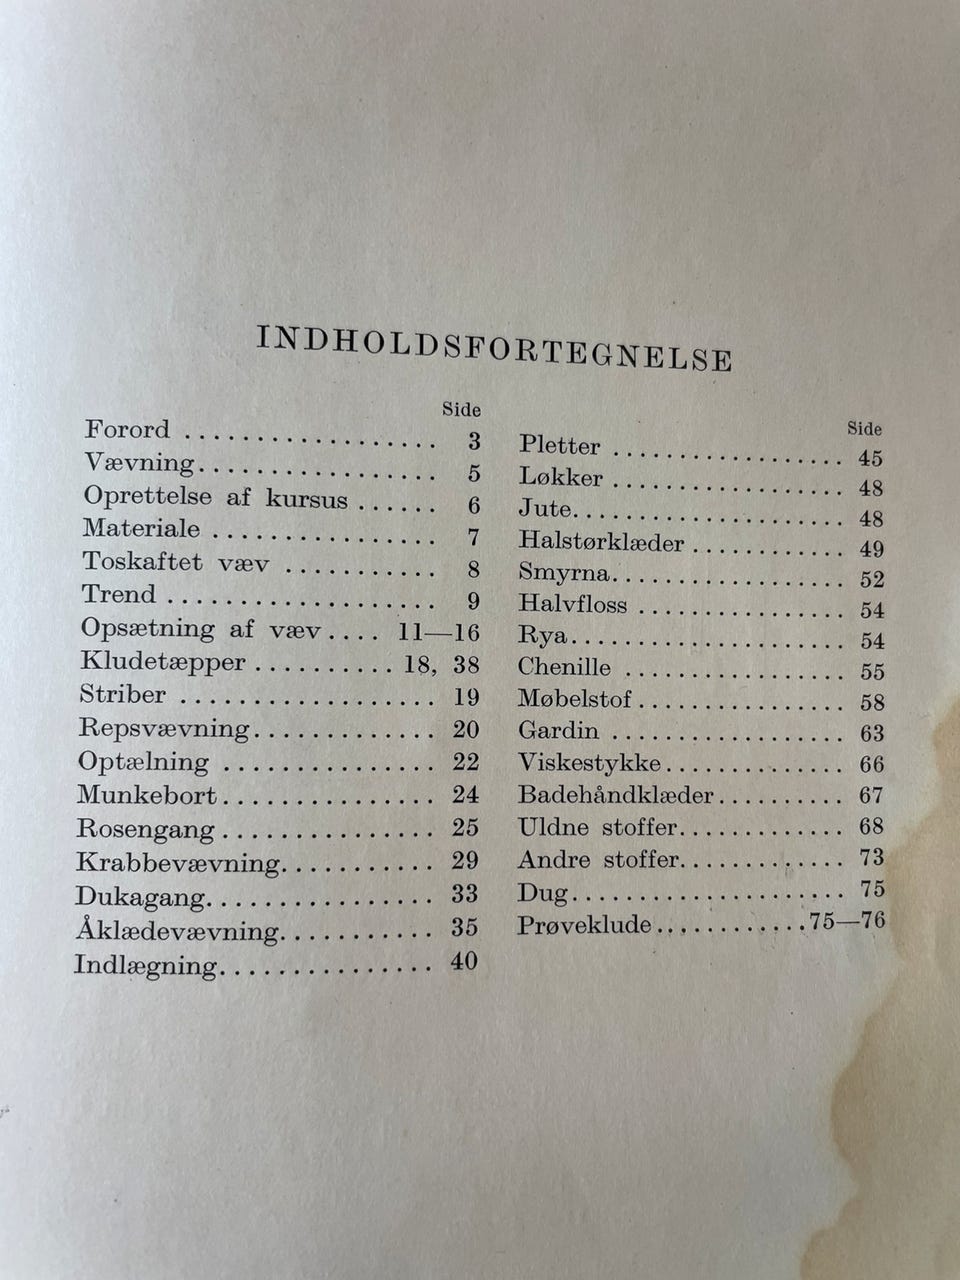 INDHOLDSFORTEGNELSE
Side
Forord .................. 3
Vævning................ 5
Oprettelse af kursus ...... 6
Materiale ................ 7
Toskaftet væv ........... 8
Trend ................... 9
Opsætning af væv.... 11—16
Kludetæpper .......... 18, 38
Striber .................. 19
Repsvævning............. 20
Optælning ............... 22
Munkebort............... 24
Rosengang ............... 25
Krabbevævning........... 29
Dukagang................ 33
Åklædevævning........... 35
Indlægning............... 40
Side
Pletter .................. 45
Løkker .................. 48
Jute..................... 48
Halstørklæder ............ 49
Smyrna.................. 52
Halvfloss ................ 54
Rya..................... 54
Chenille ................. 55
Møbelstof ................ 58
Gardin .................. 63
Viskestykke.............. 66
Badehåndklæder.......... 67
Uldne stoffer............. 68
Andre stoffer............. 73
Dug..................... 75
Prøveklude............75—76